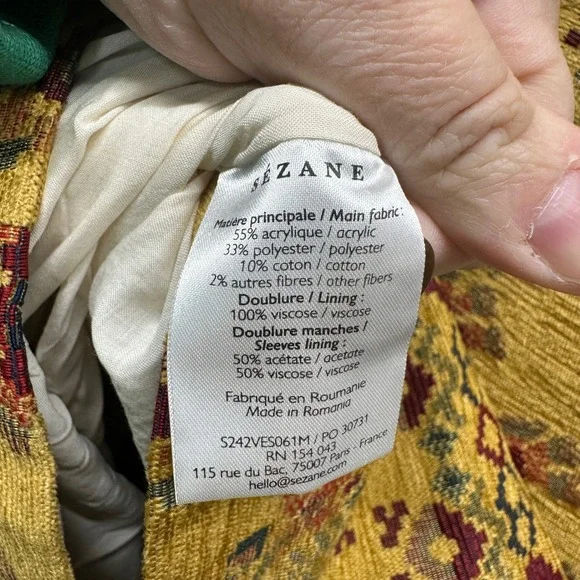 SÉZANE
Matière principale / Main fabric :
55% acrylique / acrylic
33% polyester / polyester
10% coton / cotton
2% autres fibres / other fibers
Doublure / Lining :
100% viscose / viscose
Doublure manches /
Sleeves lining :
50% acétate / acetate
50% viscose / viscose
Fabriqué en Roumanie
Made in Romania
S242VES061M / PO 30731
RN 154 043
115 rue du Bac, 75007 Paris - France
hello@sezane.com